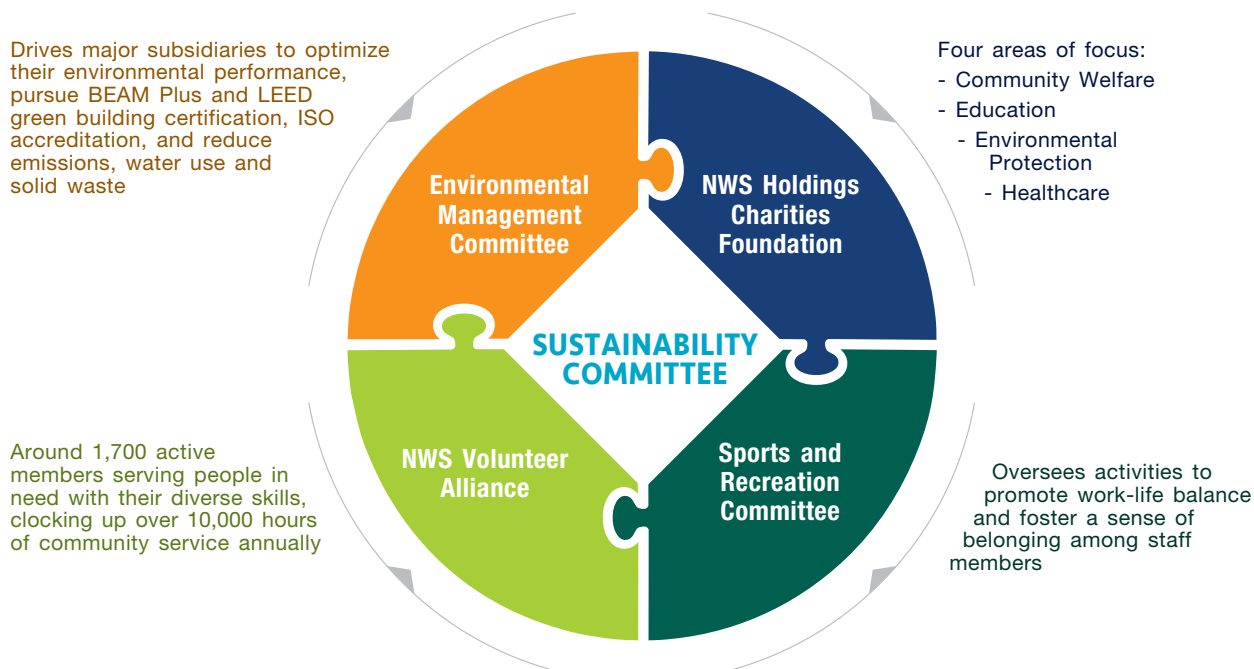 Drives major subsidiaries to optimize
their environmental performance,
pursue BEAM Plus and LEED
green building certification, ISO
accreditation, and reduce
emissions, water use and
solid waste
Four areas of focus:
- Community Welfare
- Education
- Environmental
Protection
- Healthcare
Environmental
Management
Committee
NWS Holdings
Charities
Foundation
SUSTAINABILITY
COMMITTEE
Around 1,700 active
members serving people in
need with their diverse skills,
clocking up over 10,000 hours
of community service annually
NWS Volunteer
Alliance
Sports and
Recreation
Committee
Oversees activities to
promote work-life balance
and foster a sense of
belonging among staff
members